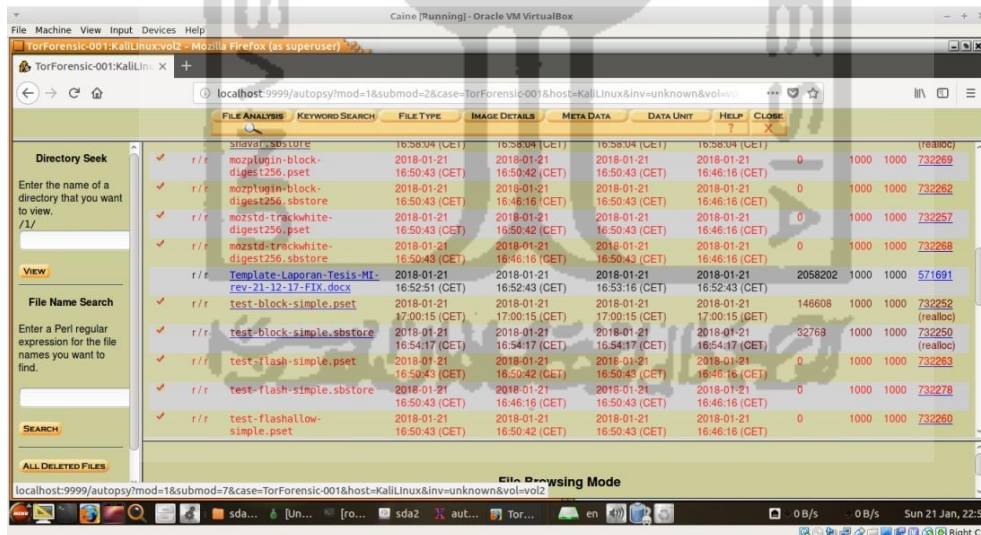 Caine [Running] - Oracle VM VirtualBox
File Machine View Input Devices Help
TorForensic-001:KaliLInux:vol2 - Mozilla Firefox (as superuser)
TorForensic-001:KaliLInu
localhost:9999/autopsy?mod=1&submod=2&case=TorForensic-001&host=KaliLInux&inv=unknown&vol=vo
FILE ANALYSIS KEYWORD SEARCH FILE TYPE IMAGE DETAILS META DATA DATA UNIT HELP CLOSE
? X
Directory Seek
Enter the name of a
directory that you want
to view.
/1/
VIEW
File Name Search
Enter a Perl regular
expression for the file
names you want to
find.
SEARCH
ALL DELETED FILES
shavar.sbstore 16:58:04 (CET) 16:58:04 (CET) 16:58:04 (CET) 16:58:04 (CET) (realloc)
r / r mozplugin-block- 2018-01-21 2018-01-21 2018-01-21 2018-01-21 0 1000 1000 732269
digest256.pset 16:50:43 (CET) 16:50:42 (CET) 16:50:43 (CET) 16:46:16 (CET)
r / r mozplugin-block- 2018-01-21 2018-01-21 2018-01-21 2018-01-21 0 1000 1000 732262
digest256.sbstore 16:50:43 (CET) 16:46:16 (CET) 16:50:43 (CET) 16:46:16 (CET)
r / r mozstd-trackwhite- 2018-01-21 2018-01-21 2018-01-21 2018-01-21 0 1000 1000 732257
digest256.pset 16:50:43 (CET) 16:50:42 (CET) 16:50:43 (CET) 16:46:16 (CET)
r / r mozstd-trackwhite- 2018-01-21 2018-01-21 2018-01-21 2018-01-21 0 1000 1000 732268
digest256.sbstore 16:50:43 (CET) 16:46:16 (CET) 16:50:43 (CET) 16:46:16 (CET)
r / r Template-Laporan-Tesis-MI- 2018-01-21 2018-01-21 2018-01-21 2018-01-21 2058202 1000 1000 571691
rev-21-12-17-FIX.docx 16:52:51 (CET) 16:52:43 (CET) 16:53:16 (CET) 16:52:43 (CET)
r / r test-block-simple.pset 2018-01-21 2018-01-21 2018-01-21 2018-01-21 146608 1000 1000 732252
17:00:15 (CET) 17:00:15 (CET) 17:00:15 (CET) 17:00:15 (CET) (realloc)
r / r test-block-simple.sbstore 2018-01-21 2018-01-21 2018-01-21 2018-01-21 32768 1000 1000 732250
16:54:17 (CET) 16:54:17 (CET) 16:54:17 (CET) 16:54:17 (CET) (realloc)
r / r test-flash-simple.pset 2018-01-21 2018-01-21 2018-01-21 2018-01-21 0 1000 1000 732263
16:50:43 (CET) 16:50:42 (CET) 16:50:43 (CET) 16:46:16 (CET)
r / r test-flash-simple.sbstore 2018-01-21 2018-01-21 2018-01-21 2018-01-21 0 1000 1000 732278
16:50:43 (CET) 16:46:16 (CET) 16:50:43 (CET) 16:46:16 (CET)
r / r test-flashallow- 2018-01-21 2018-01-21 2018-01-21 2018-01-21 0 1000 1000 732260
simple.pset 16:50:43 (CET) 16:50:42 (CET) 16:50:43 (CET) 16:46:16 (CET)
File Browsing Mode
localhost:9999/autopsy?mod=1&submod=7&case=TorForensic-001&host=KaliLInux&inv=unknown&vol=vol2
sda... [Un... [ro... sda2 aut... Tor... en 0 B/s 0 B/s Sun 21 Jan, 22:5
Right C